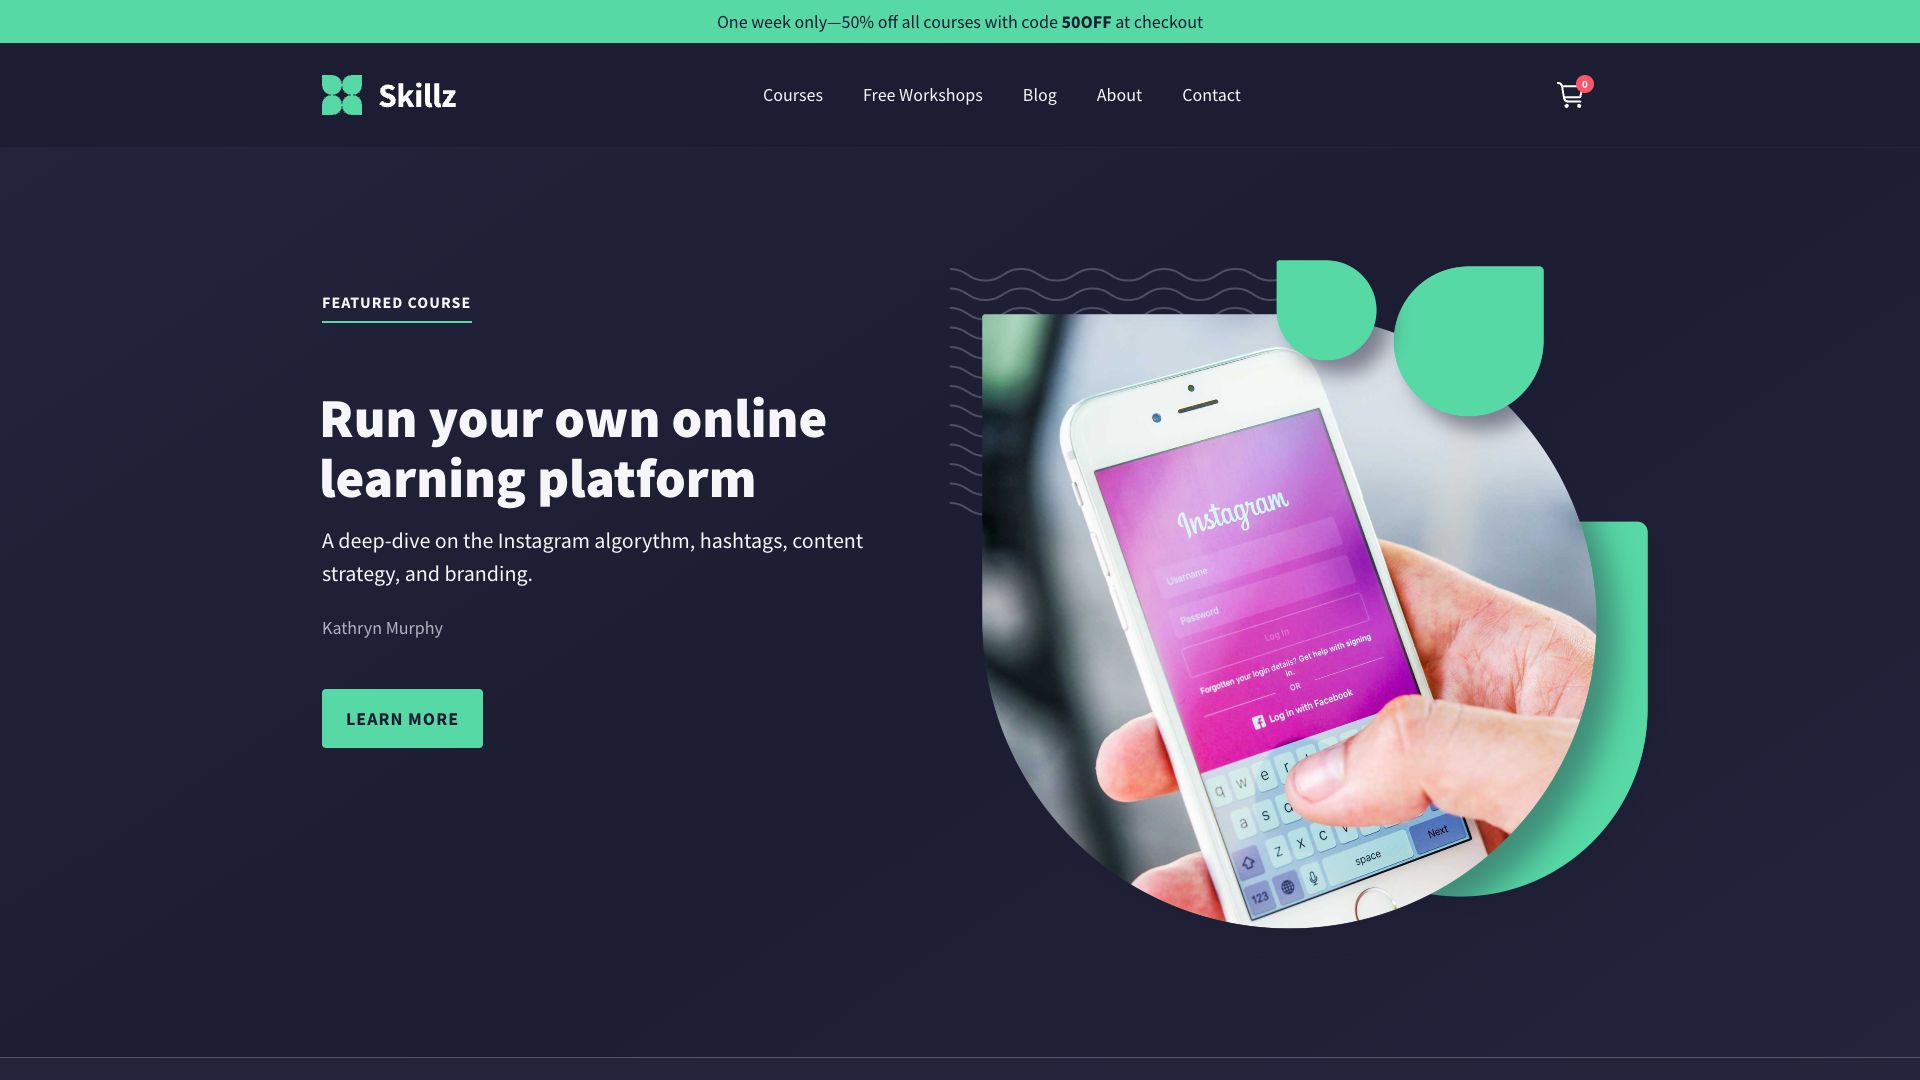 One week only—50% off all courses with code 50OFF at checkout
Skillz
Courses
Free Workshops
Blog
About
Contact
0
FEATURED COURSE
Run your own online
learning platform
A deep-dive on the Instagram algorythm, hashtags, content
strategy, and branding.
Kathryn Murphy
LEARN MORE
Instagram
Username
Password
Log In
Forgotten your login details? Get help with signing
in.
OR
Log in with Facebook
q w e r
a s
z x c v
123 space Next